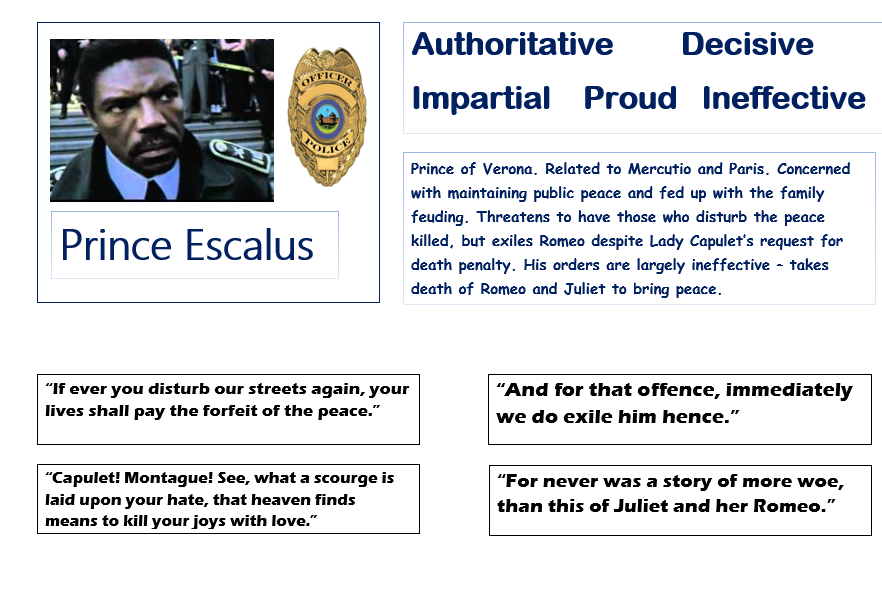 OFFICER
POLICE
Prince Escalus
Authoritative Decisive
Impartial Proud Ineffective
Prince of Verona. Related to Mercutio and Paris. Concerned
with maintaining public peace and fed up with the family
feuding. Threatens to have those who disturb the peace
killed, but exiles Romeo despite Lady Capulet’s request for
death penalty. His orders are largely ineffective – takes
death of Romeo and Juliet to bring peace.
“If ever you disturb our streets again, your
lives shall pay the forfeit of the peace.”
“And for that offence, immediately
we do exile him hence.”
“Capulet! Montague! See, what a scourge is
laid upon your hate, that heaven finds
means to kill your joys with love.”
“For never was a story of more woe,
than this of Juliet and her Romeo.”